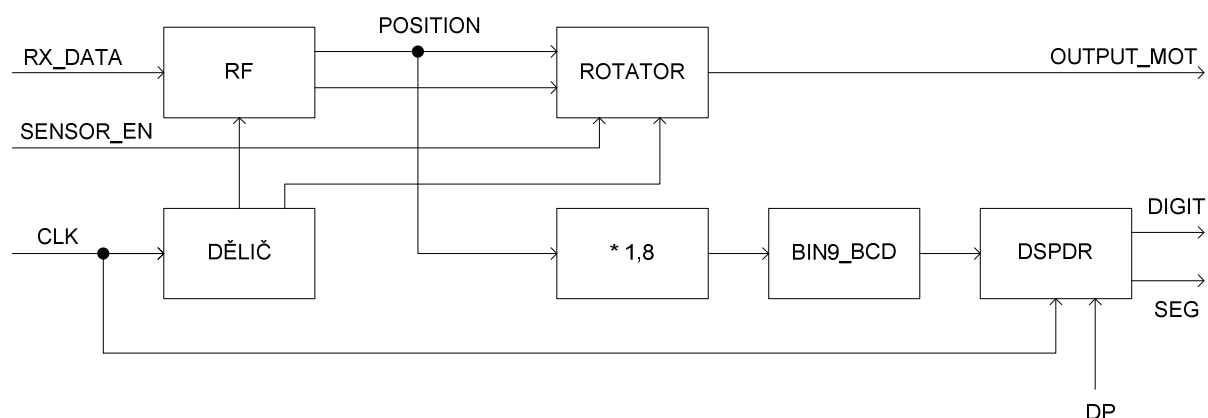 POSITION
RX_DATA
RF
ROTATOR
OUTPUT_MOT
SENSOR_EN
CLK
DĚLIČ
* 1,8
BIN9_BCD
DSPDR
DIGIT
SEG
DP